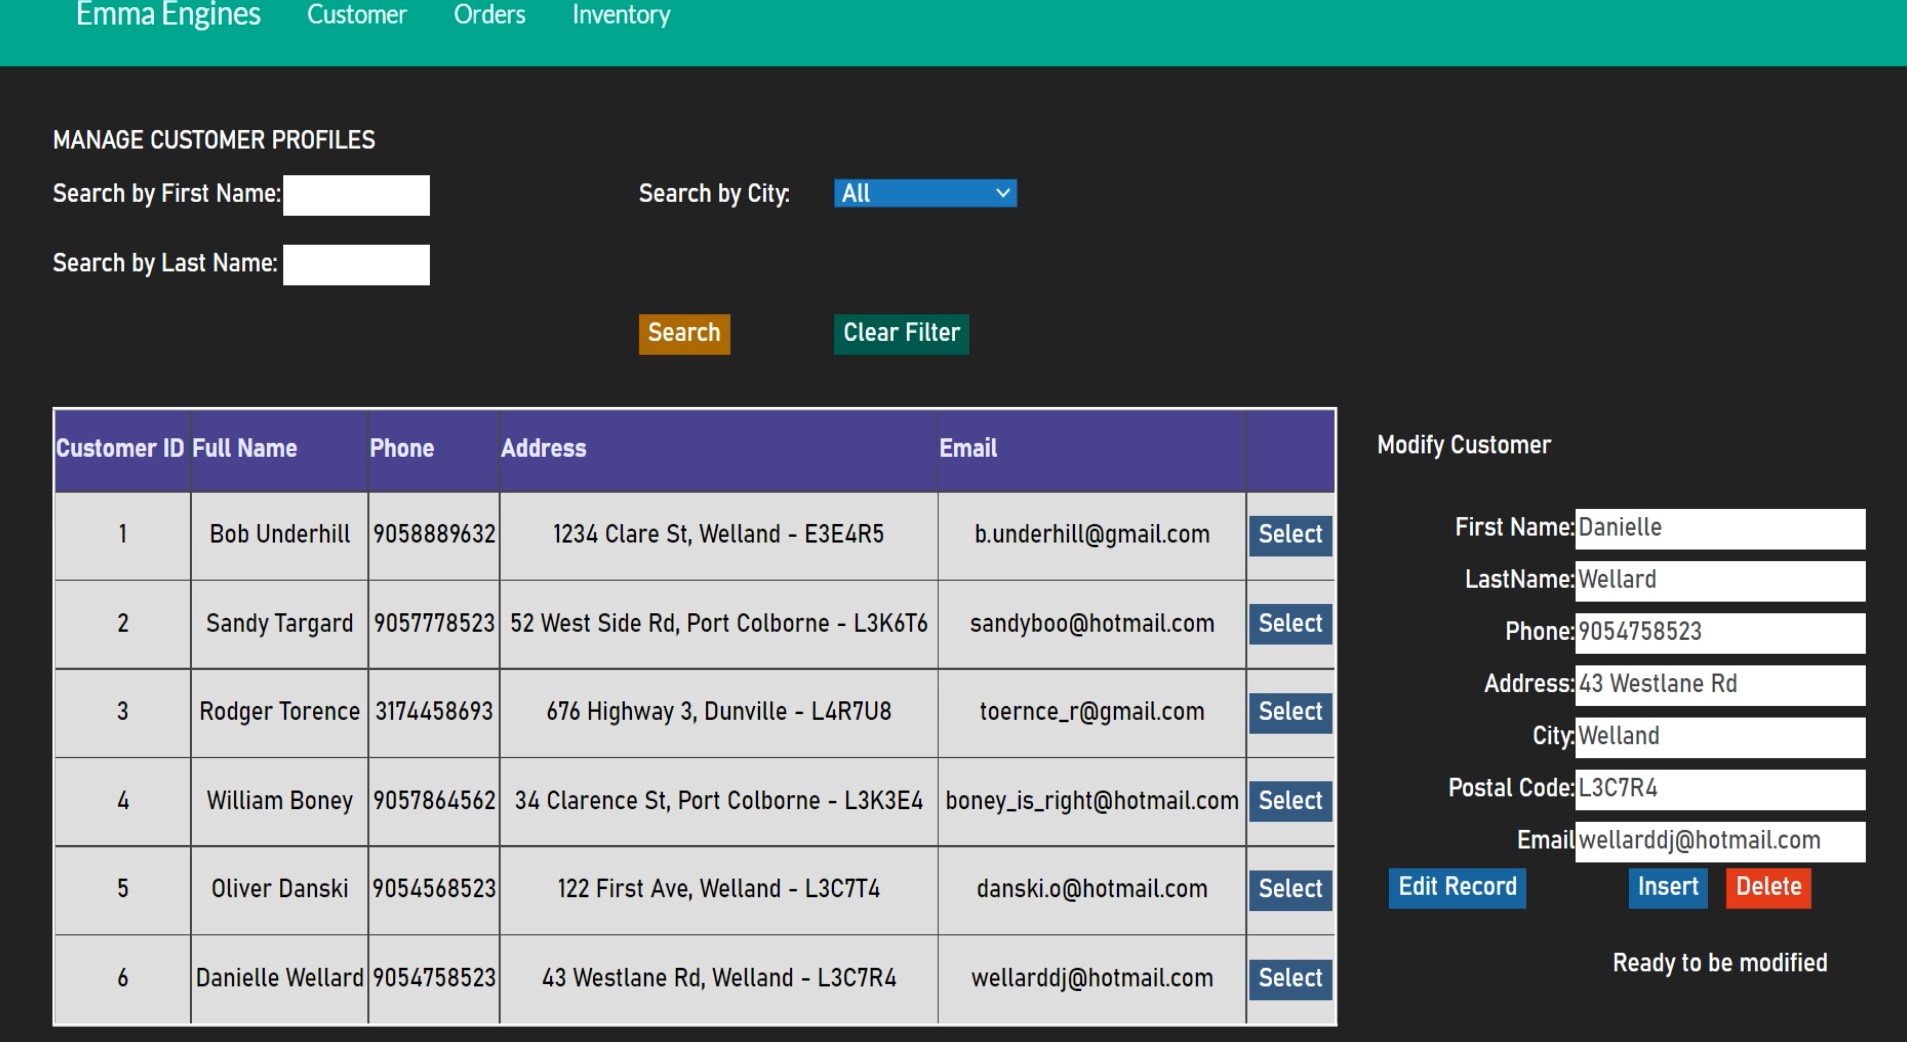 Emma Engines Customer Orders Inventory
MANAGE CUSTOMER PROFILES
Search by First Name: Search by City: All
Search by Last Name:
Search Clear Filter
Customer ID Full Name Phone Address Email
1 Bob Underhill 9058889632 1234 Clare St, Welland - E3E4R5 b.underhill@gmail.com Select
2 Sandy Targard 9057778523 52 West Side Rd, Port Colborne - L3K6T6 sandyboo@hotmail.com Select
3 Rodger Torence 3174458693 676 Highway 3, Dunville - L4R7U8 toernce_r@gmail.com Select
4 William Boney 9057864562 34 Clarence St, Port Colborne - L3K3E4 boney_is_right@hotmail.com Select
5 Oliver Danski 9054568523 122 First Ave, Welland - L3C7T4 danski.o@hotmail.com Select
6 Danielle Wellard 9054758523 43 Westlane Rd, Welland - L3C7R4 wellarddj@hotmail.com Select
Modify Customer
First Name: Danielle
LastName: Wellard
Phone: 9054758523
Address: 43 Westlane Rd
City: Welland
Postal Code: L3C7R4
Email wellarddj@hotmail.com
Edit Record Insert Delete
Ready to be modified